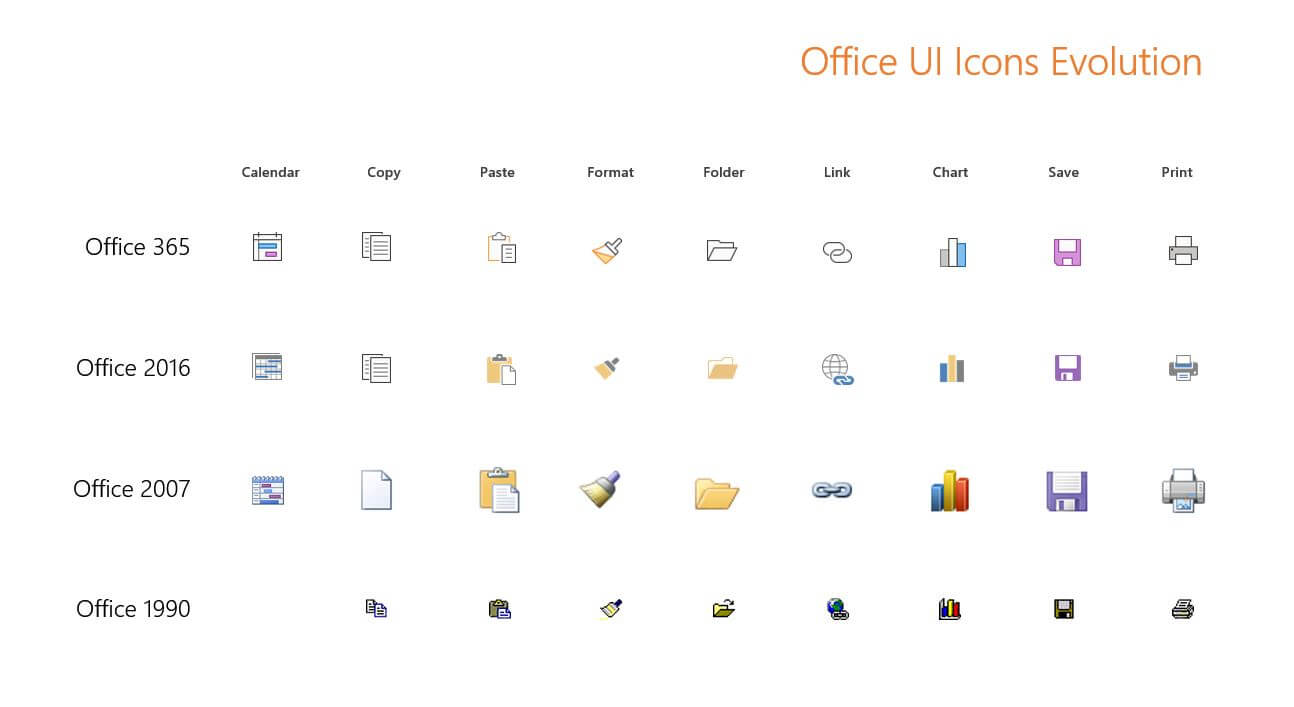 Office UI Icons Evolution
Calendar Copy Paste Format Folder Link Chart Save Print
Office 365
Office 2016
Office 2007
Office 1990